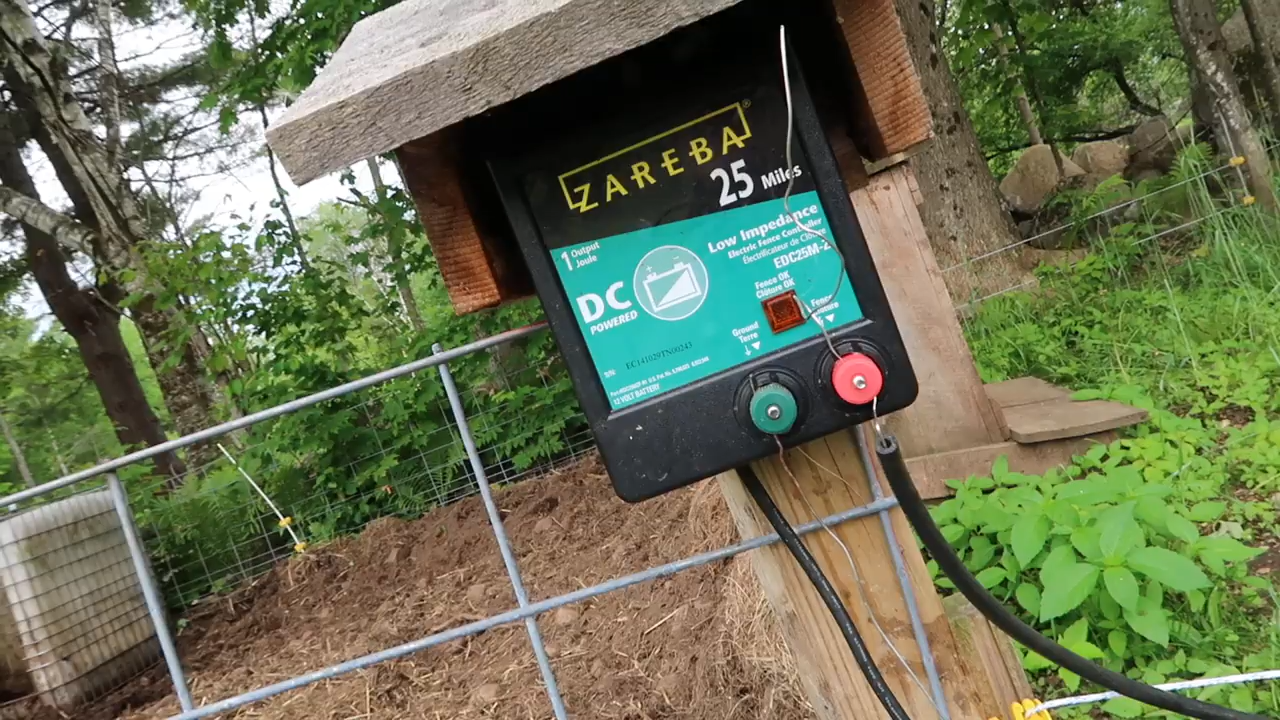 ZAREBA®
25 Miles
1 Output
Joule
Low Impedance
Electric Fence Controller
Électrificateur de Clôture
EDC25M-Z
DC
POWERED
Fence OK
Clôture OK
Ground
Terre
Fence
S/N: EC141029TN00243
12 VOLT BATTERY